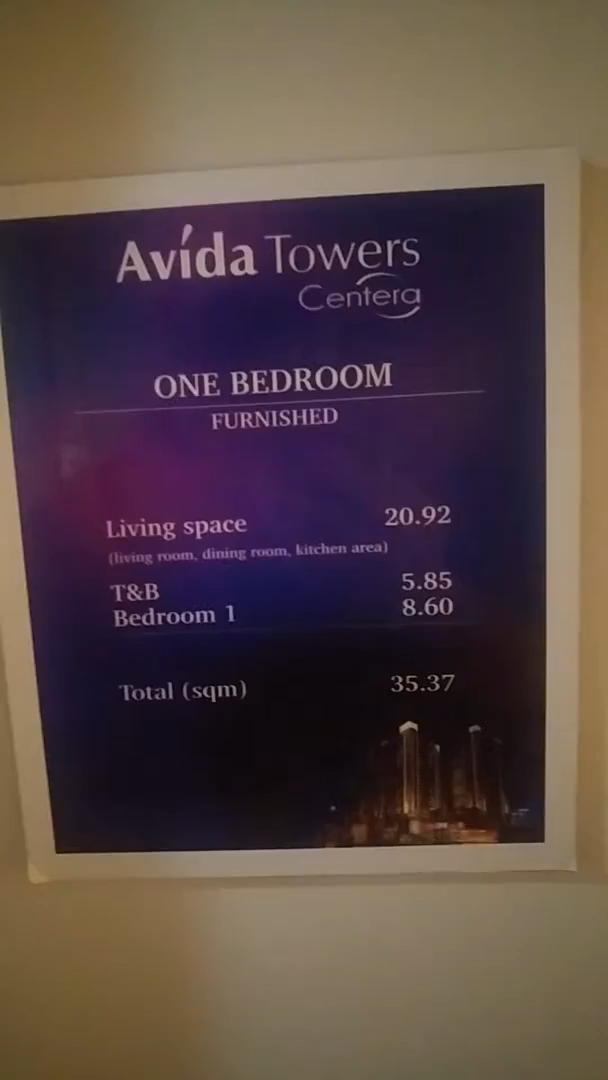 Avída Towers
Centera
ONE BEDROOM
FURNISHED
Living space 20.92
(living room, dining room, kitchen area)
T&B 5.85
Bedroom 1 8.60
Total (sqm) 35.37